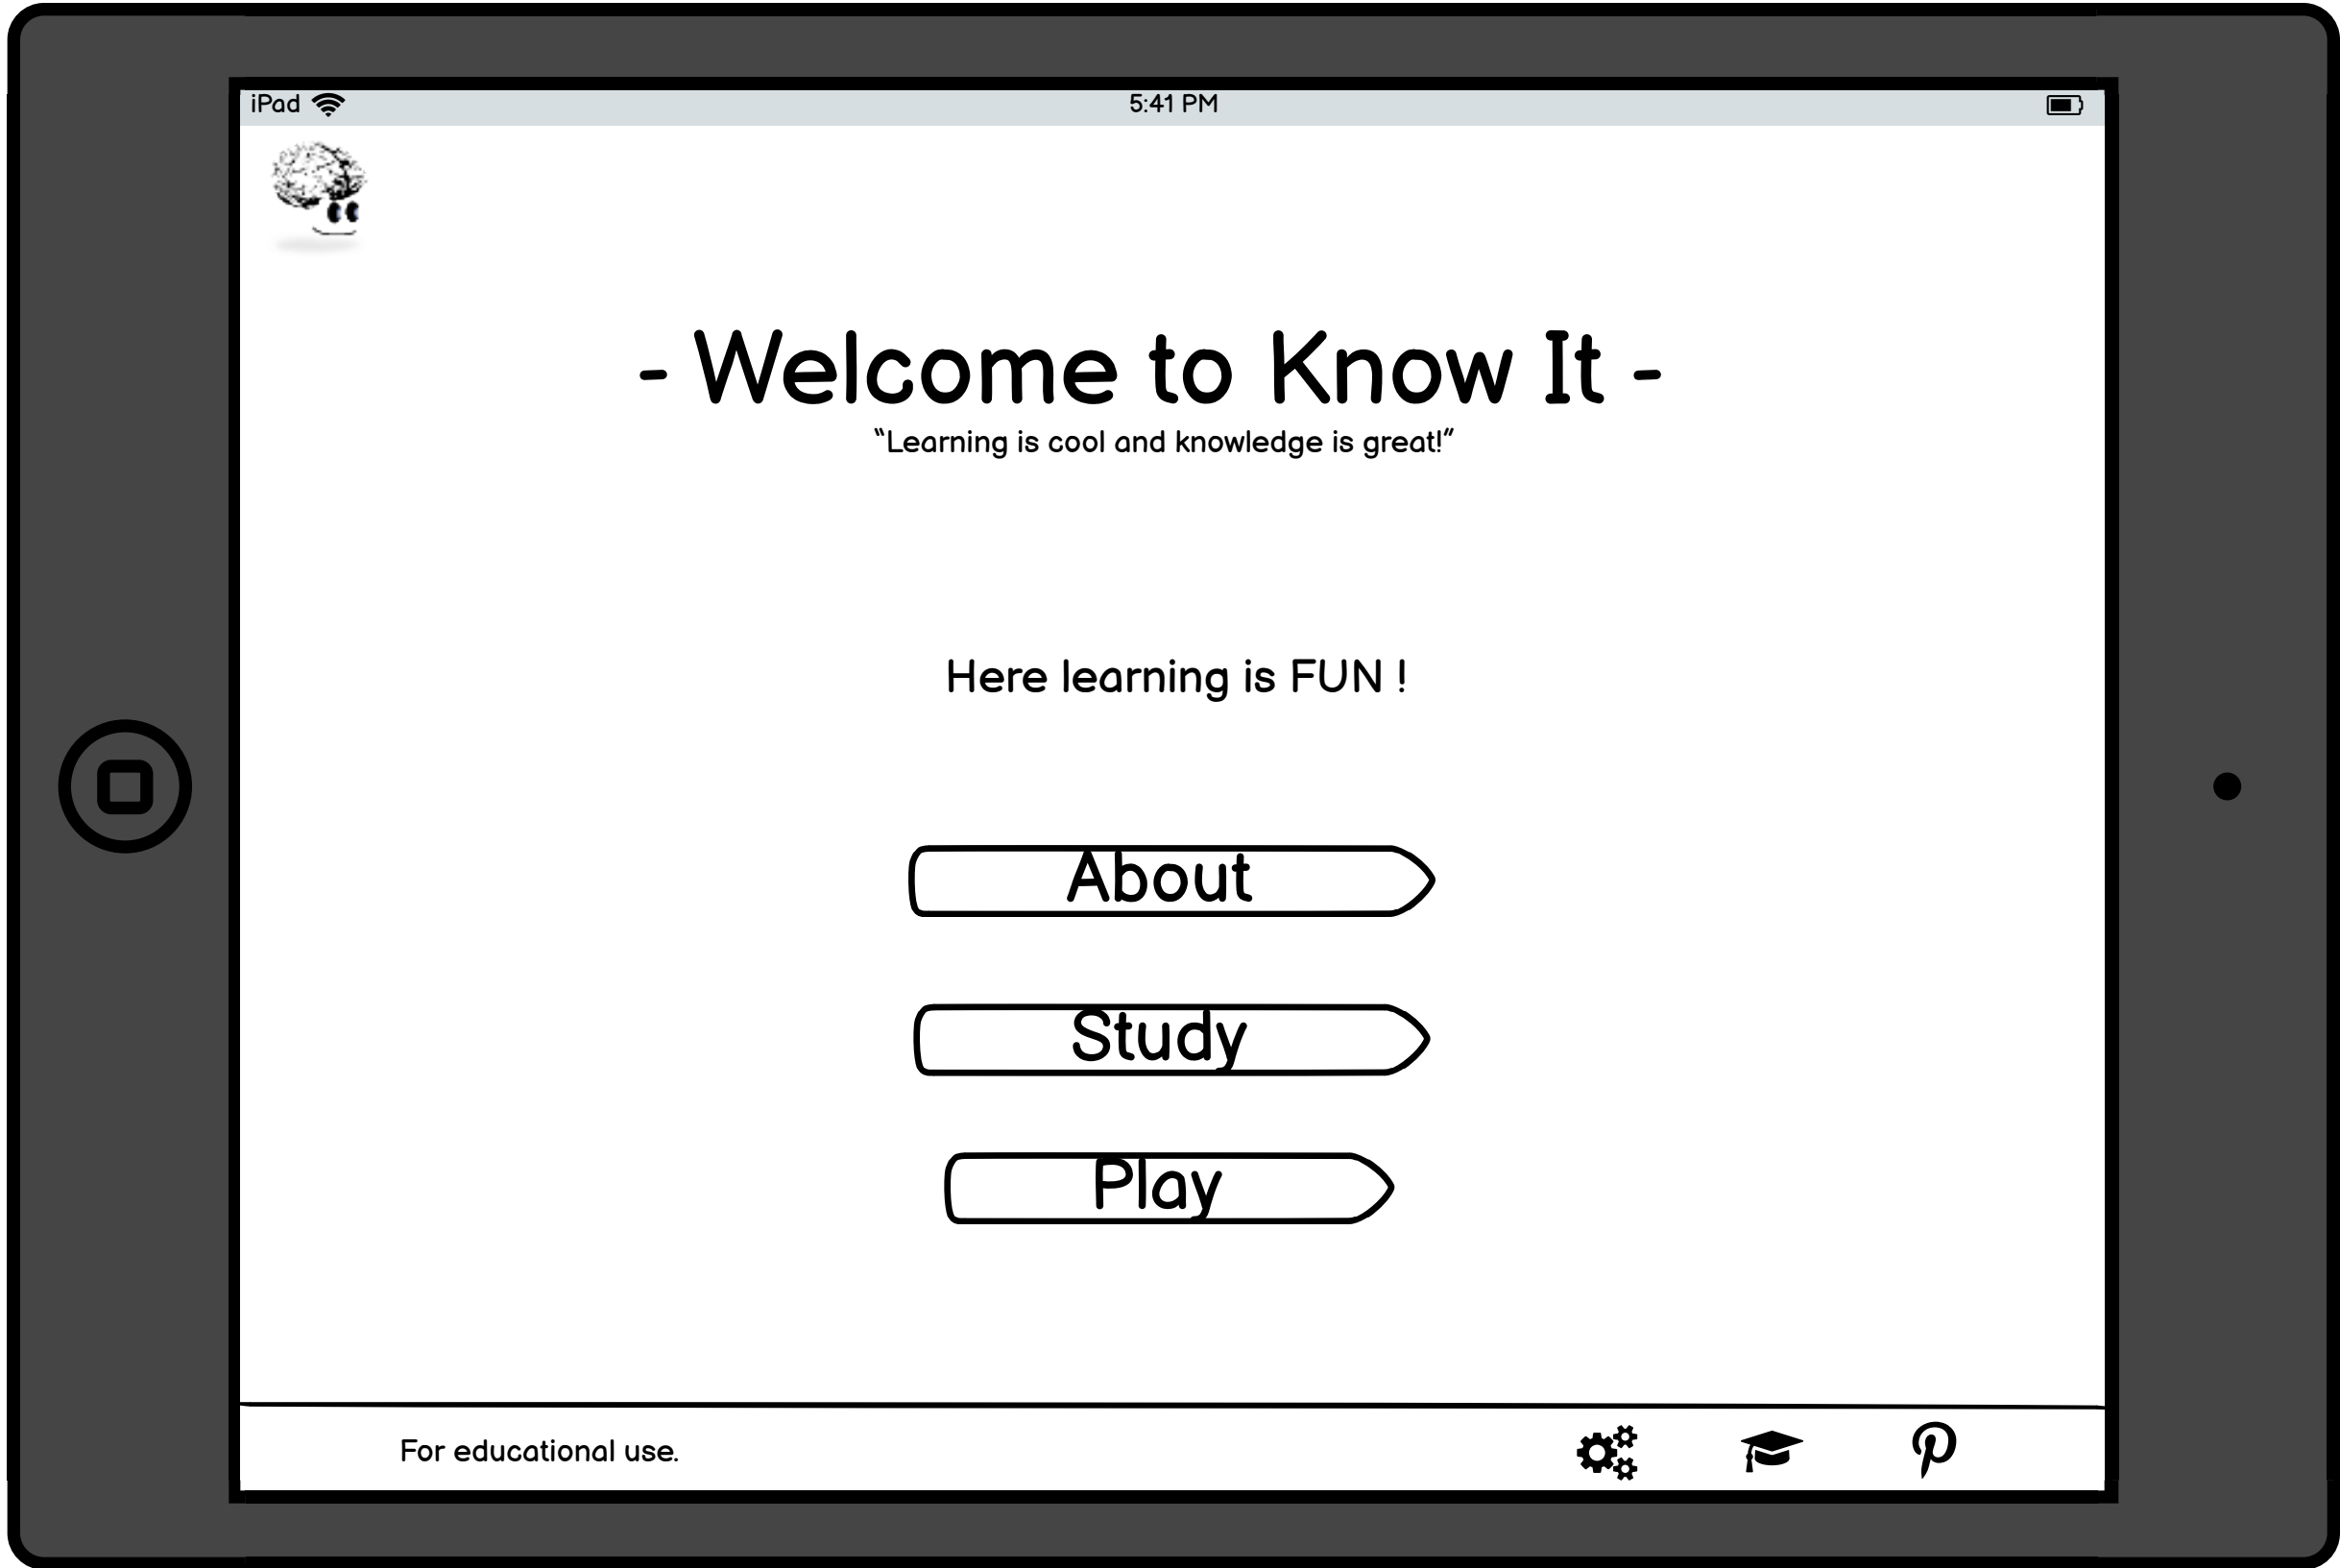 iPad
5:41 PM
- Welcome to Know It -
“Learning is cool and knowledge is great!”
Here learning is FUN !
About
Study
Play
For educational use.